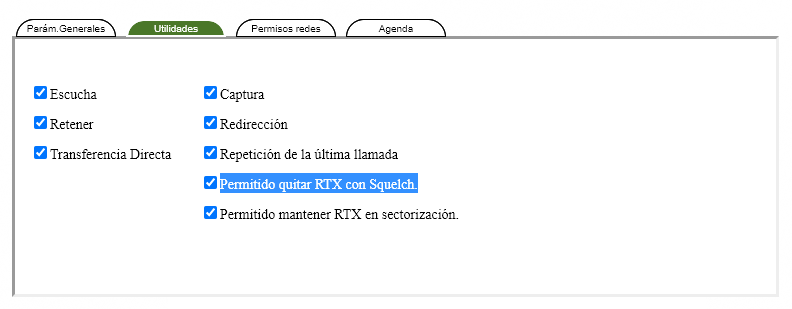 Parám.Generales
Utilidades
Permisos redes
Agenda
Escucha
Captura
Retener
Redirección
Transferencia Directa
Repetición de la última llamada
Permitido quitar RTX con Squelch.
Permitido mantener RTX en sectorización.